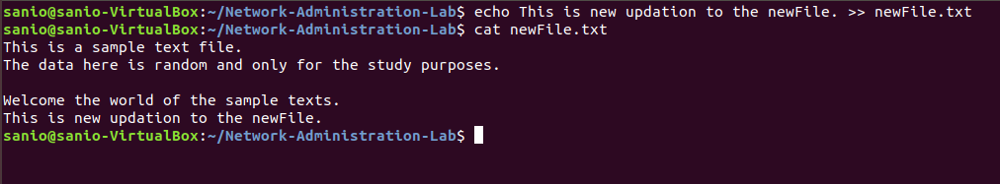 sanio@sanio-VirtualBox:~/Network-Administration-Lab$ echo This is new updation to the newFile. >> newFile.txt
sanio@sanio-VirtualBox:~/Network-Administration-Lab$ cat newFile.txt
This is a sample text file.
The data here is random and only for the study purposes.

Welcome the world of the sample texts.
This is new updation to the newFile.
sanio@sanio-VirtualBox:~/Network-Administration-Lab$